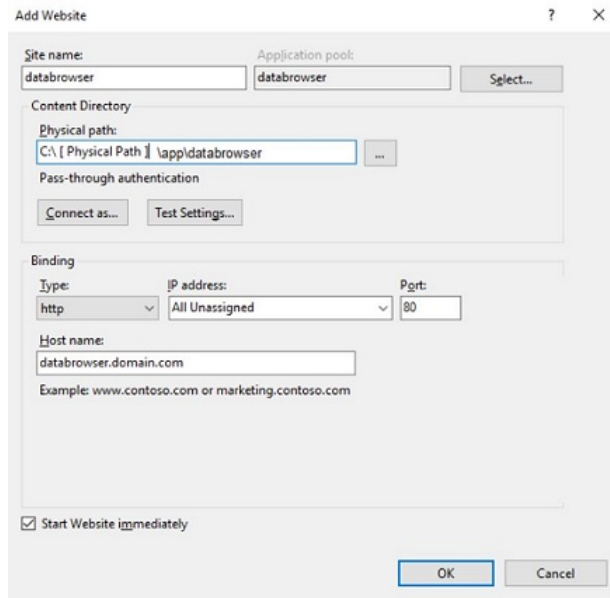 Add Website ? ×
Site name: Application pool:
databrowser databrowser Select...
Content Directory
Physical path:
C:\ [ Physical Path ] \app\databrowser ...
Pass-through authentication
Connect as... Test Settings...
Binding
Type: IP address: Port:
http All Unassigned 80
Host name:
databrowser.domain.com
Example: www.contoso.com or marketing.contoso.com
Start Website immediately
OK Cancel